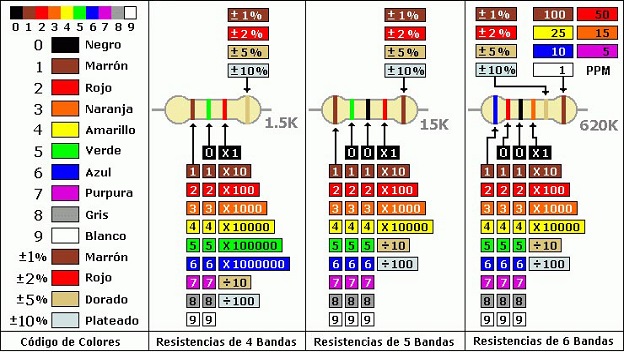 0 1 2 3 4 5 6 7 8 9
0 Negro
1 Marrón
2 Rojo
3 Naranja
4 Amarillo
5 Verde
6 Azul
7 Purpura
8 Gris
9 Blanco
±1% Marrón
±2% Rojo
±5% Dorado
±10% Plateado
Código de Colores
±1%
±2%
±5%
±10%
1.5K
0 X1
1 1 X10
2 2 X100
3 3 X1000
4 4 X10000
5 5 X100000
6 6 X1000000
7 7 ÷10
8 8 ÷100
9 9
Resistencias de 4 Bandas
±1%
±2%
±5%
±10%
15K
0 0 X1
1 1 1 X10
2 2 2 X100
3 3 3 X1000
4 4 4 X10000
5 5 5 ÷10
6 6 6 ÷100
7 7 7
8 8 8
9 9 9
Resistencias de 5 Bandas
±1% 100 50
±2% 25 15
±5% 10 5
±10% 1 PPM
620K
0 0 X1
1 1 1 X10
2 2 2 X100
3 3 3 X1000
4 4 4 X10000
5 5 5 ÷10
6 6 6 ÷100
7 7 7
8 8 8
9 9 9
Resistencias de 6 Bandas